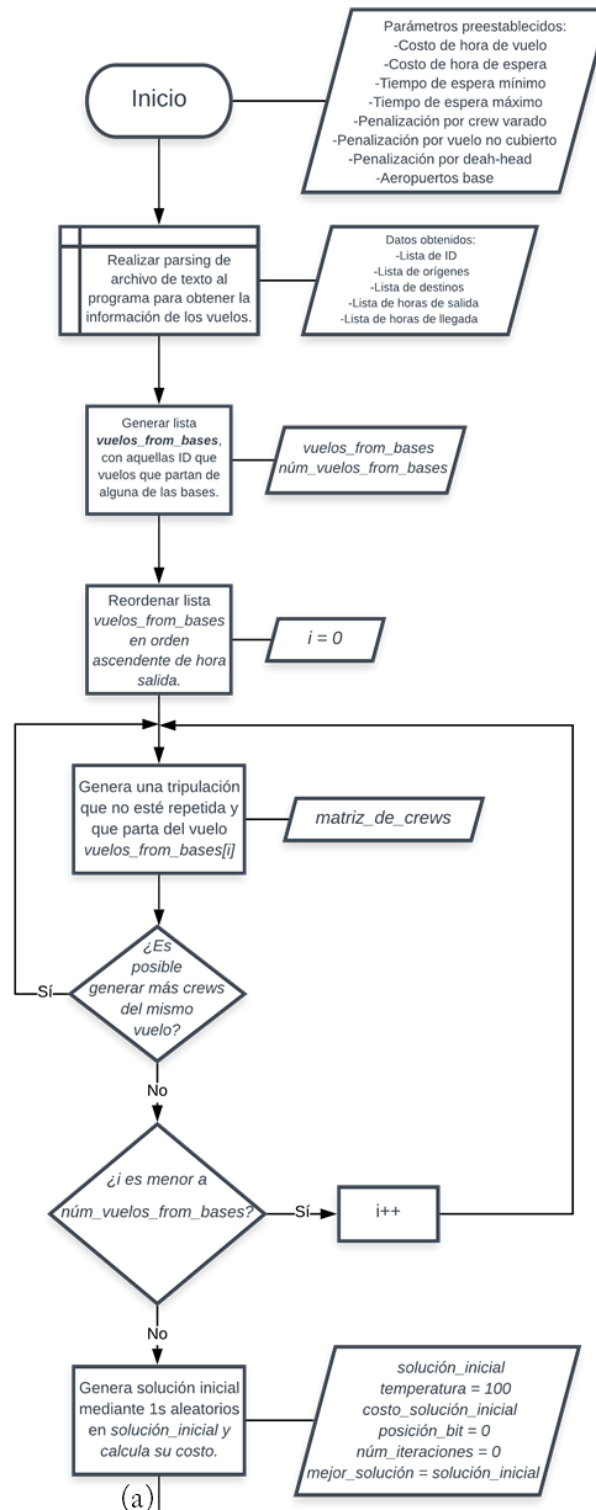 Inicio
Parámetros preestablecidos:
-Costo de hora de vuelo
-Costo de hora de espera
-Tiempo de espera mínimo
-Tiempo de espera máximo
-Penalización por crew varado
-Penalización por vuelo no cubierto
-Penalización por deah-head
-Aeropuertos base
Realizar parsing de
archivo de texto al
programa para obtener la
información de los vuelos.
Datos obtenidos:
-Lista de ID
-Lista de orígenes
-Lista de destinos
-Lista de horas de salida
-Lista de horas de llegada
Generar lista
vuelos_from_bases,
con aquellas ID que
vuelos que partan de
alguna de las bases.
vuelos_from_bases
núm_vuelos_from_bases
Reordenar lista
vuelos_from_bases
en orden
ascendente de hora
salida.
i = 0
Genera una tripulación
que no esté repetida y
que parta del vuelo
vuelos_from_bases[i]
matriz_de_crews
¿Es
posible
generar más crews
del mismo
vuelo?
Sí
No
¿i es menor a
núm_vuelos_from_bases?
Sí
i++
No
Genera solución inicial
mediante 1s aleatorios
en solución_inicial y
calcula su costo.
solución_inicial
temperatura = 100
costo_solución_inicial
posición_bit = 0
núm_iteraciones = 0
mejor_solución = solución_inicial
(a)